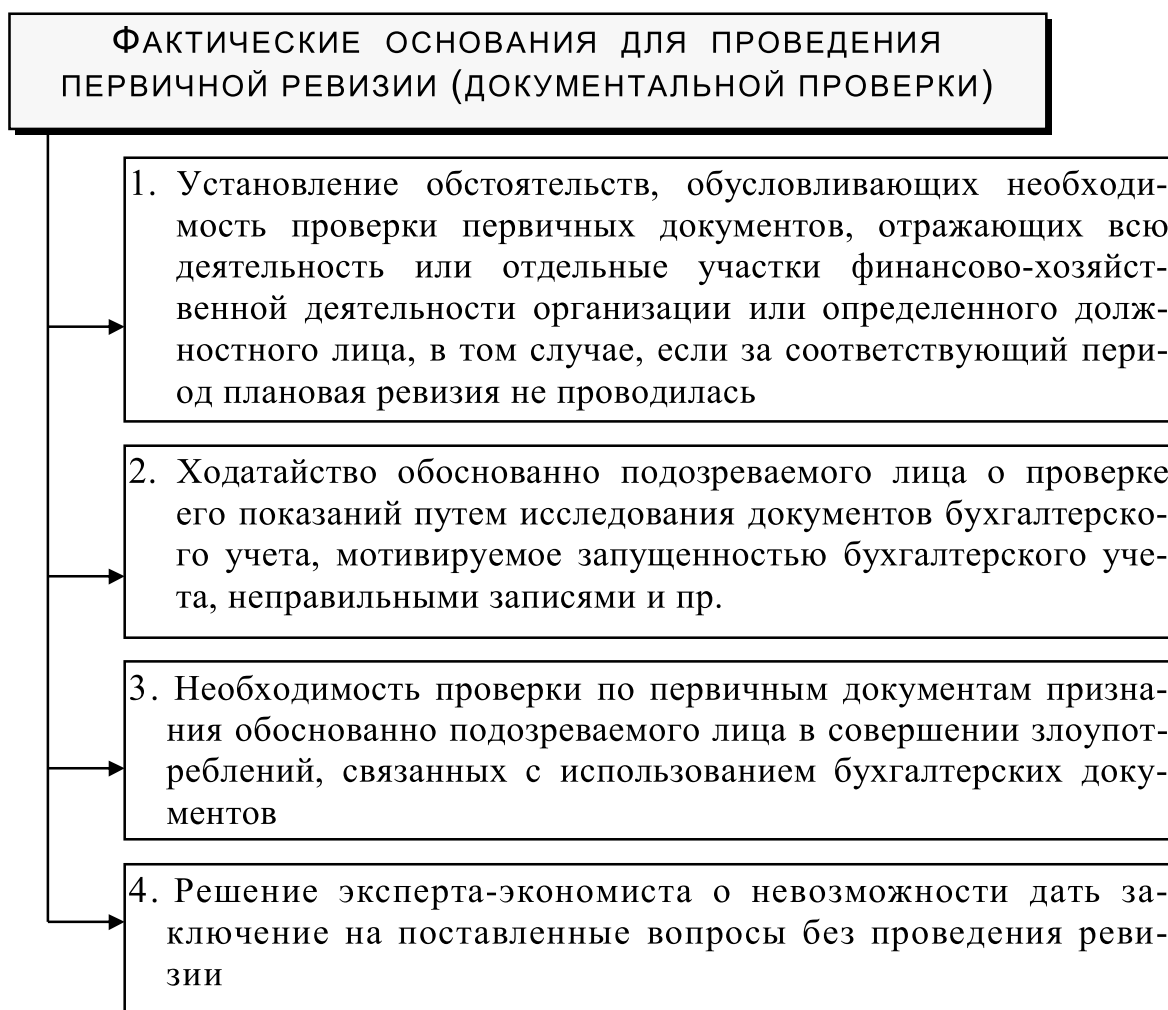 ФАКТИЧЕСКИЕ ОСНОВАНИЯ ДЛЯ ПРОВЕДЕНИЯ
ПЕРВИЧНОЙ РЕВИЗИИ (ДОКУМЕНТАЛЬНОЙ ПРОВЕРКИ)
1. Установление обстоятельств, обусловливающих необходи-
мость проверки первичных документов, отражающих всю
деятельность или отдельные участки финансово-хозяйст-
венной деятельности организации или определенного долж-
ностного лица, в том случае, если за соответствующий пери-
од плановая ревизия не проводилась
2. Ходатайство обоснованно подозреваемого лица о проверке
его показаний путем исследования документов бухгалтерско-
го учета, мотивируемое запущенностью бухгалтерского уче-
та, неправильными записями и пр.
3. Необходимость проверки по первичным документам призна-
ния обоснованно подозреваемого лица в совершении злоупот-
реблений, связанных с использованием бухгалтерских доку-
ментов
4. Решение эксперта-экономиста о невозможности дать за-
ключение на поставленные вопросы без проведения реви-
зии